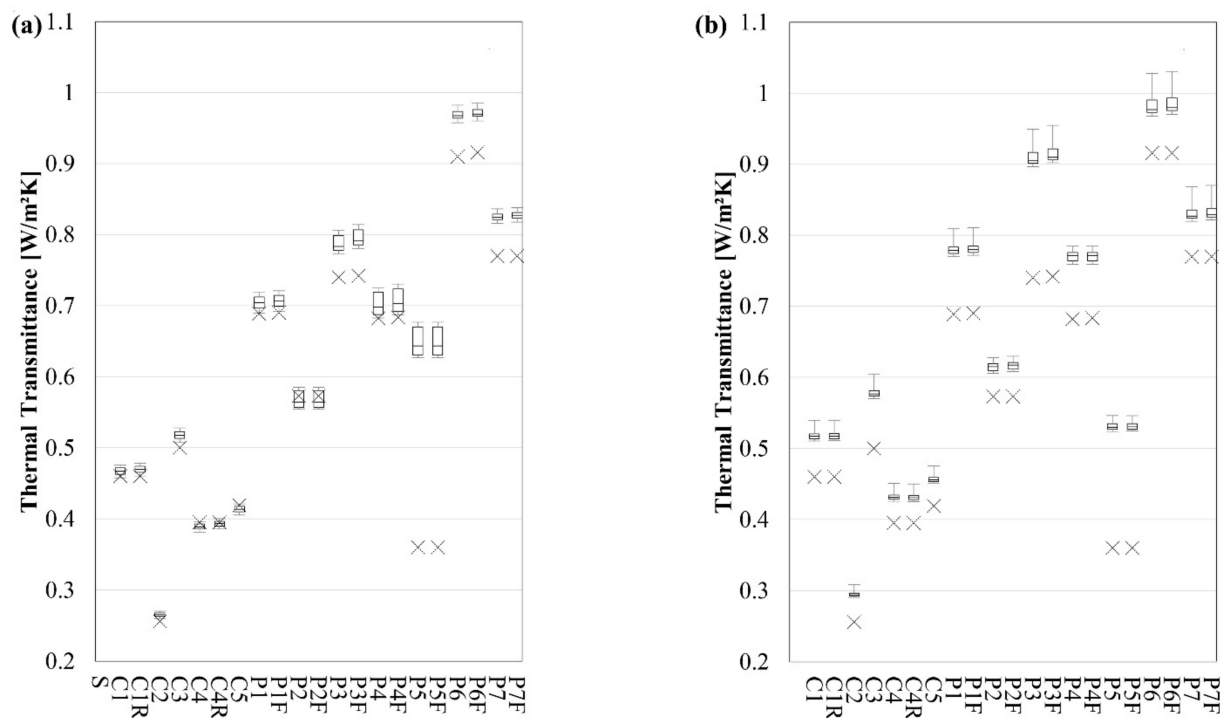 (a)
Thermal Transmittance [W/m²K]
1.1
1
0.9
0.8
0.7
0.6
0.5
0.4
0.3
0.2
S
C1
C1R
C2
C3
C4
C4R
C5
P1
P1F
P2
P2F
P3
P3F
P4
P4F
P5
P5F
P6
P6F
P7
P7F
(b)
Thermal Transmittance [W/m²K]
1.1
1
0.9
0.8
0.7
0.6
0.5
0.4
0.3
0.2
C1
C1R
C2
C3
C4
C4R
C5
P1
P1F
P2
P2F
P3
P3F
P4
P4F
P5
P5F
P6
P6F
P7
P7F